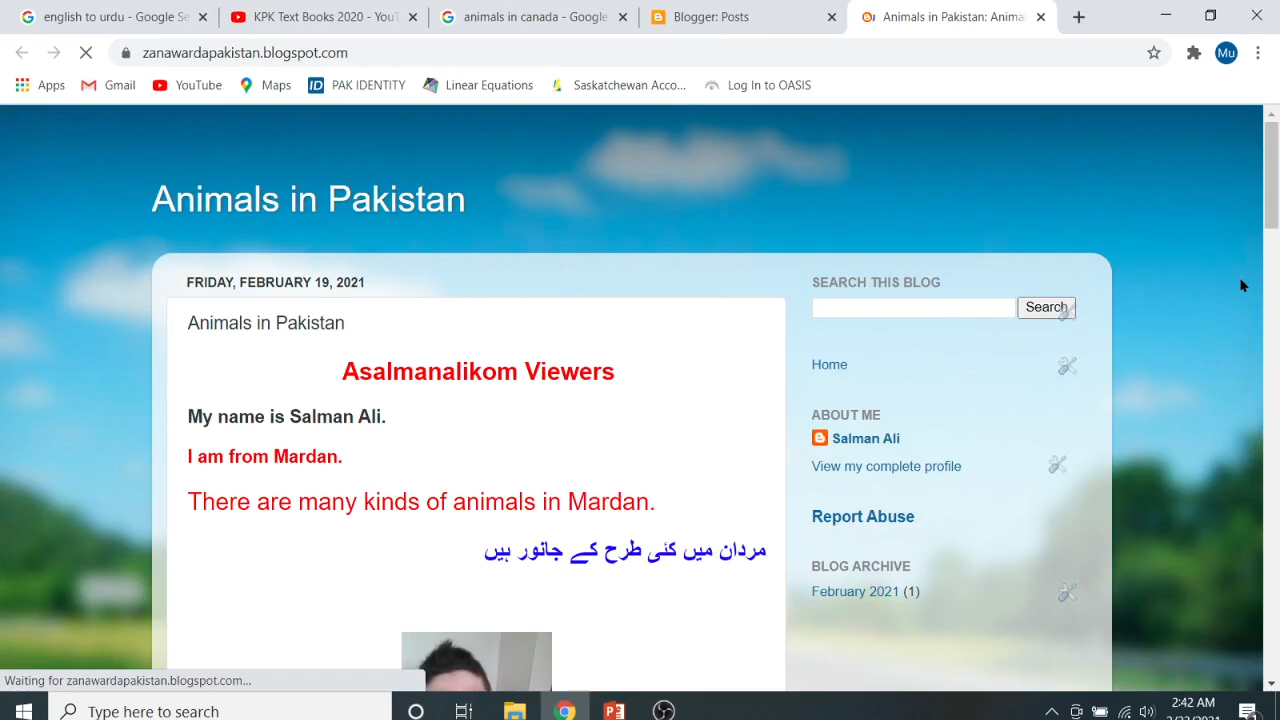 english to urdu - Google Se
KPK Text Books 2020 - YouT
animals in canada - Google
Blogger: Posts
Animals in Pakistan: Anima
zanawardapakistan.blogspot.com
Mu
Apps
Gmail
YouTube
Maps
ID PAK IDENTITY
Linear Equations
Saskatchewan Acco...
Log In to OASIS
Animals in Pakistan
FRIDAY, FEBRUARY 19, 2021
Animals in Pakistan
Asalmanalikom Viewers
My name is Salman Ali.
I am from Mardan.
There are many kinds of animals in Mardan.
مردان میں کئی طرح کے جانور ہیں
SEARCH THIS BLOG
Search
Home
ABOUT ME
Salman Ali
View my complete profile
Report Abuse
BLOG ARCHIVE
February 2021 (1)
Waiting for zanawardapakistan.blogspot.com...
Type here to search
2:42 AM